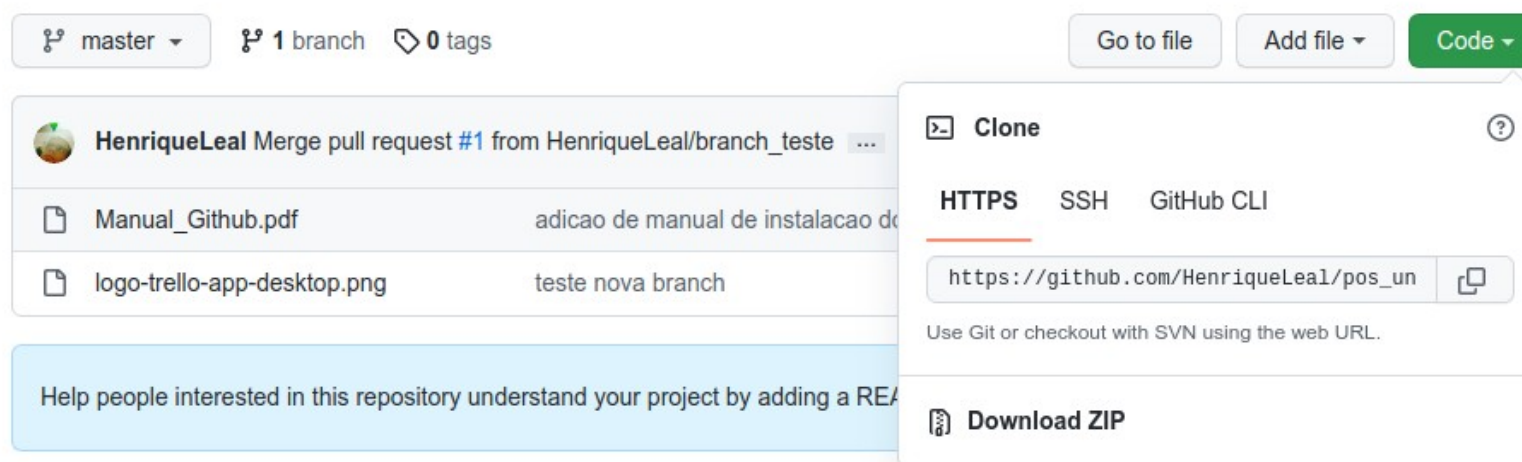 master 1 branch 0 tags Go to file Add file Code
HenriqueLeal Merge pull request #1 from HenriqueLeal/branch_teste ...
Manual_Github.pdf adicao de manual de instalacao do
logo-trello-app-desktop.png teste nova branch
Help people interested in this repository understand your project by adding a REA
Clone
HTTPS SSH GitHub CLI
https://github.com/HenriqueLeal/pos_un
Use Git or checkout with SVN using the web URL.
Download ZIP